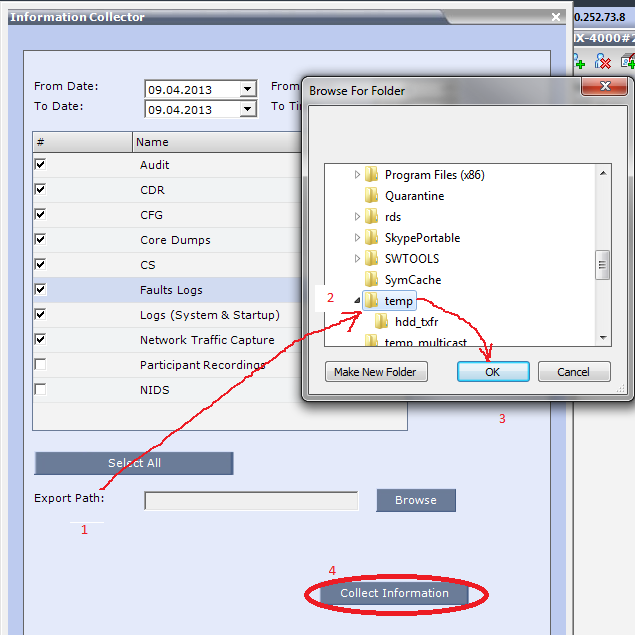 Information Collector
0.252.73.8
IX-4000#2
From Date:
09.04.2013
From
To Date:
09.04.2013
To Ti
#
Name
Audit
CDR
CFG
Core Dumps
CS
Faults Logs
Logs (System & Startup)
Network Traffic Capture
Participant Recordings
NIDS
Browse For Folder
Program Files (x86)
Quarantine
rds
SkypePortable
SWTOOLS
SymCache
2
temp
hdd_txfr
temp_multicast
Make New Folder
OK
Cancel
3
Select All
Export Path:
Browse
1
4
Collect Information